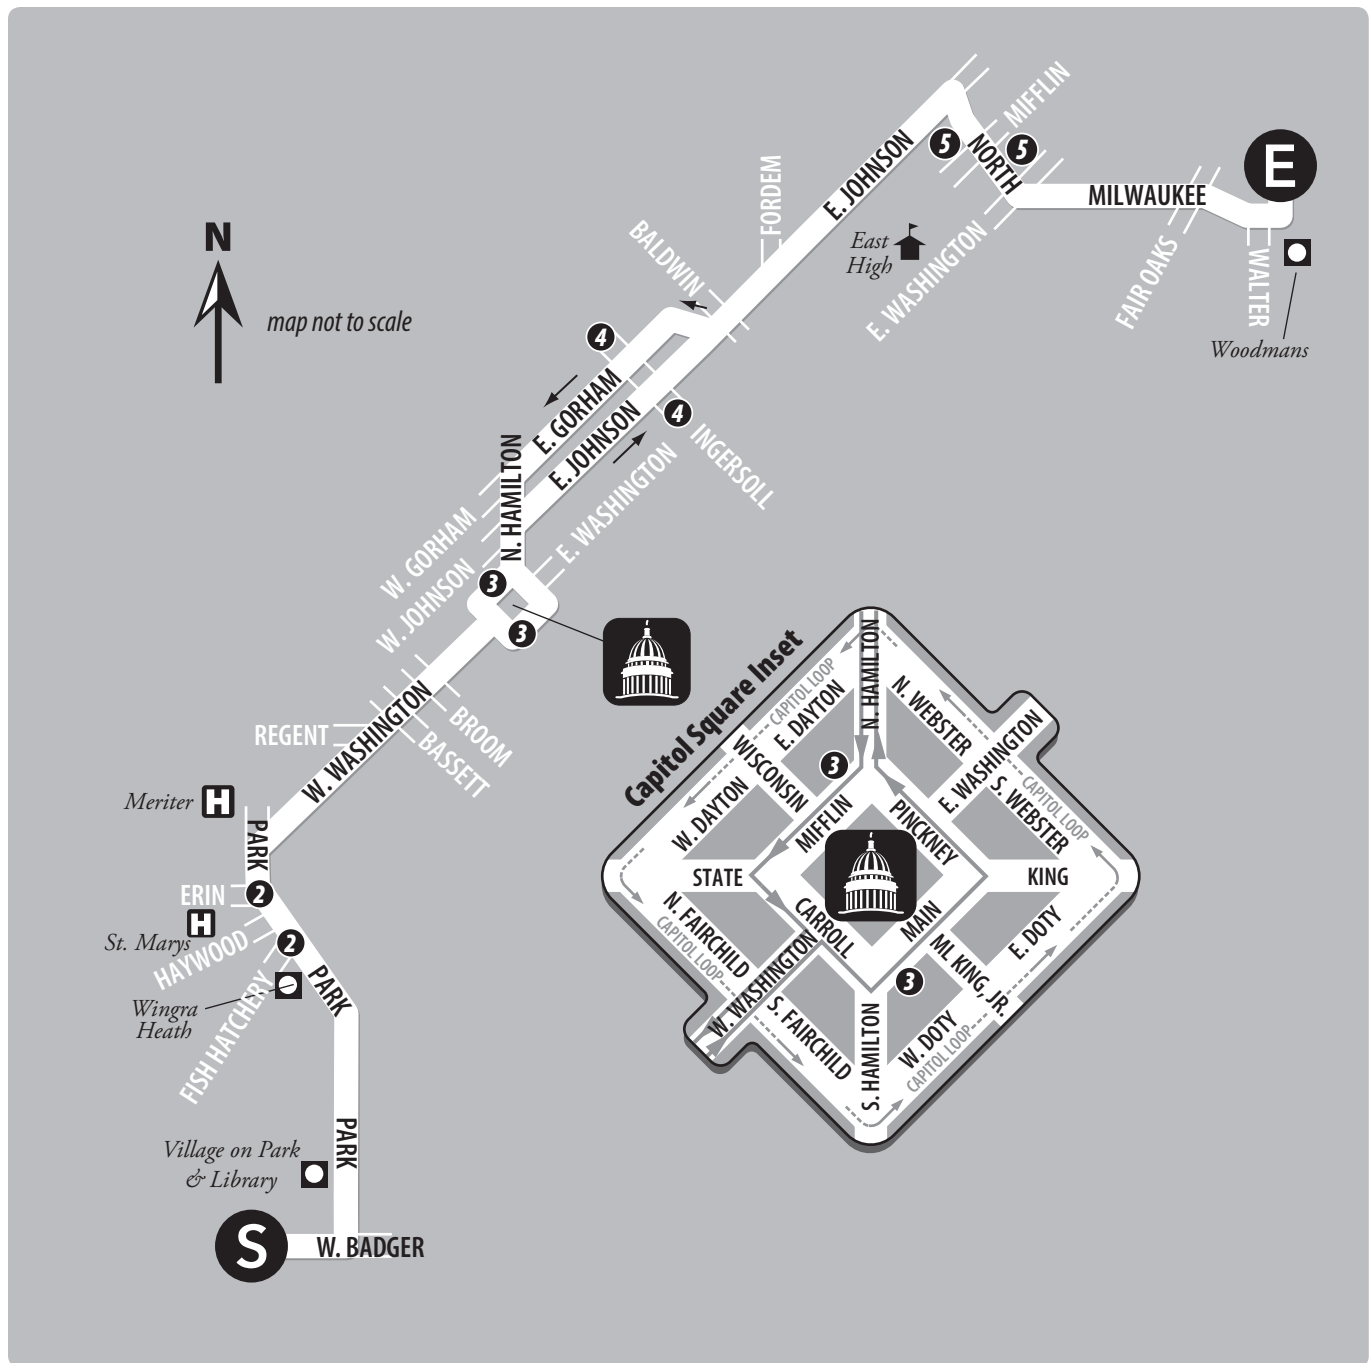 MIFFLIN
5
5
NORTH
E. JOHNSON
E
MILWAUKEE
FORDEM
BALDWIN
East
High
E. WASHINGTON
FAIR OAKS
WALTER
Woodmans
N
map not to scale
4
E. GORHAM
4
E. JOHNSON
INGERSOLL
N. HAMILTON
E. WASHINGTON
W. GORHAM
W. JOHNSON
3
3
W. WASHINGTON
BROOM
BASSETT
REGENT
Meriter
H
PARK
ERIN
2
H
St. Marys
HAYWOOD
2
PARK
Wingra
Heath
FISH HATCHERY
PARK
Village on Park
& Library
S
W. BADGER
Capitol Square Inset
CAPITOL LOOP
E. DAYTON
N. HAMILTON
N. WEBSTER
WISCONSIN
W. DAYTON
3
MIFFLIN
PINCKNEY
E. WASHINGTON
S. WEBSTER
CAPITOL LOOP
STATE
KING
N. FAIRCHILD
CAPITOL LOOP
CARROLL
MAIN
W. WASHINGTON
3
ML KING, JR.
E. DOTY
S. FAIRCHILD
S. HAMILTON
W. DOTY
CAPITOL LOOP